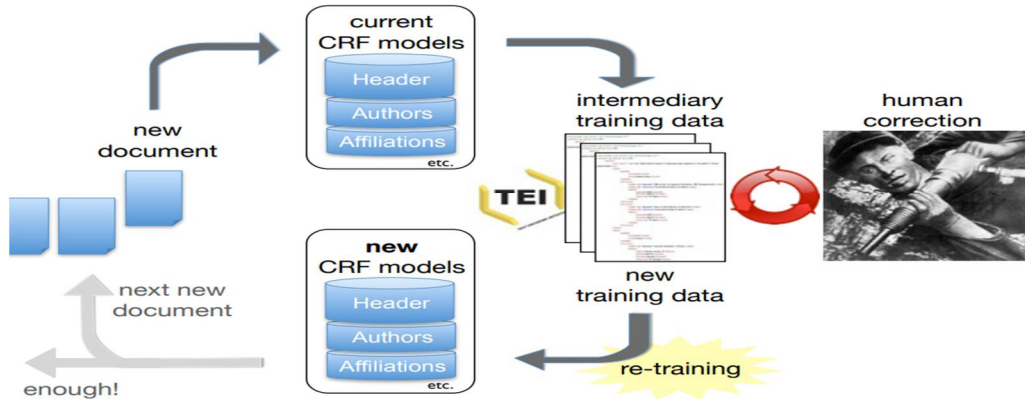 current
CRF models
Header
Authors
Affiliations
etc.
new
document
intermediary
training data
human
correction
TEI
new
CRF models
Header
Authors
Affiliations
etc.
new
training data
re-training
next new
document
enough!